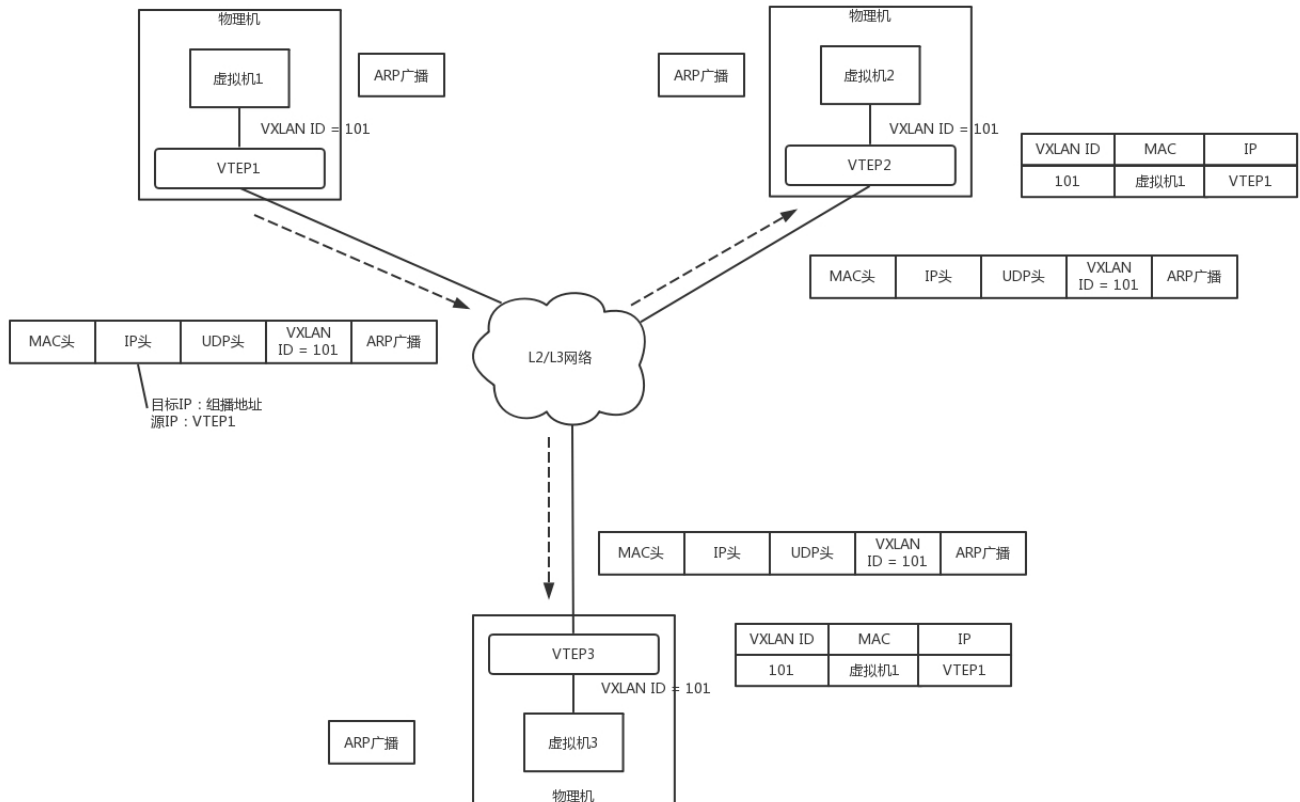 物理机
虚拟机1
ARP广播
VXLAN ID = 101
VTEP1
物理机
虚拟机2
ARP广播
VXLAN ID = 101
VTEP2
VXLAN ID MAC IP
101 虚拟机1 VTEP1
MAC头 IP头 UDP头 VXLAN ID = 101 ARP广播
MAC头 IP头 UDP头 VXLAN ID = 101 ARP广播
目标IP：组播地址
源IP：VTEP1
L2/L3网络
MAC头 IP头 UDP头 VXLAN ID = 101 ARP广播
VTEP3
VXLAN ID = 101
VXLAN ID MAC IP
101 虚拟机1 VTEP1
ARP广播
虚拟机3
物理机